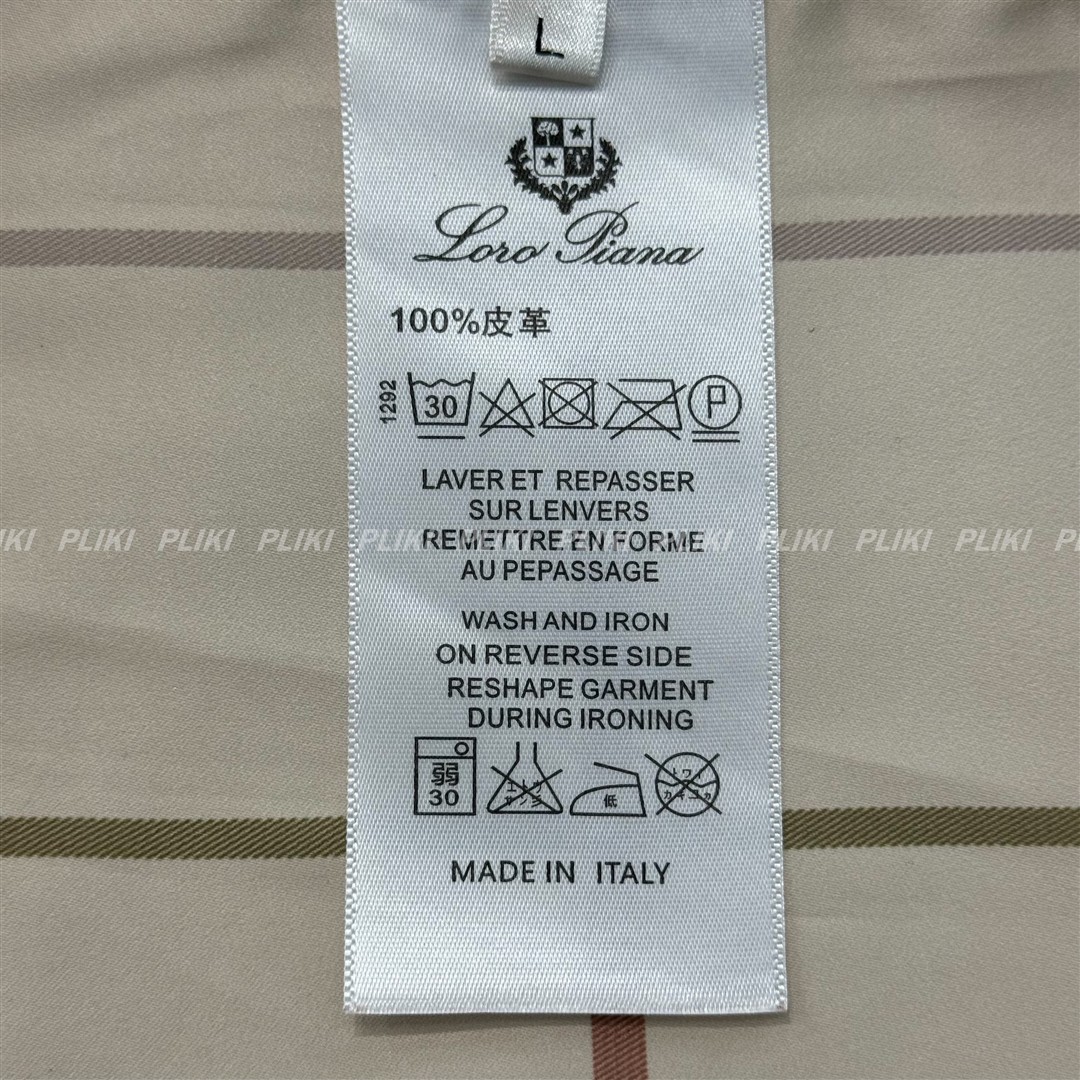 L
Loro Piana
100%皮革
1292
30
P
LAVER ET REPASSER
SUR LENVERS
PLIKI PLIKI PLIKI PLIKI PLIKI PLIKI
REMETTRE EN FORME
AU PEPASSAGE
WASH AND IRON
ON REVERSE SIDE
RESHAPE GARMENT
DURING IRONING
弱
30
低
MADE IN ITALY